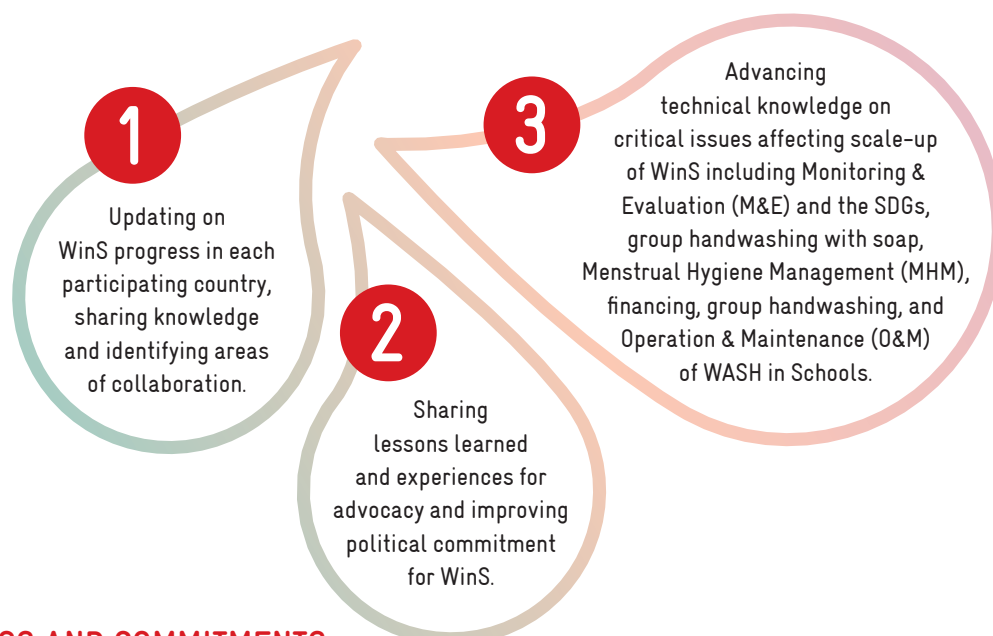 1
Updating on
WinS progress in each
participating country,
sharing knowledge
and identifying areas
of collaboration.
2
Sharing
lessons learned
and experiences for
advocacy and improving
political commitment
for WinS.
3
Advancing
technical knowledge on
critical issues affecting scale-up
of WinS including Monitoring &
Evaluation (M&E) and the SDGs,
group handwashing with soap,
Menstrual Hygiene Management (MHM),
financing, group handwashing, and
Operation & Maintenance (O&M)
of WASH in Schools.
AND COMMITMENTS